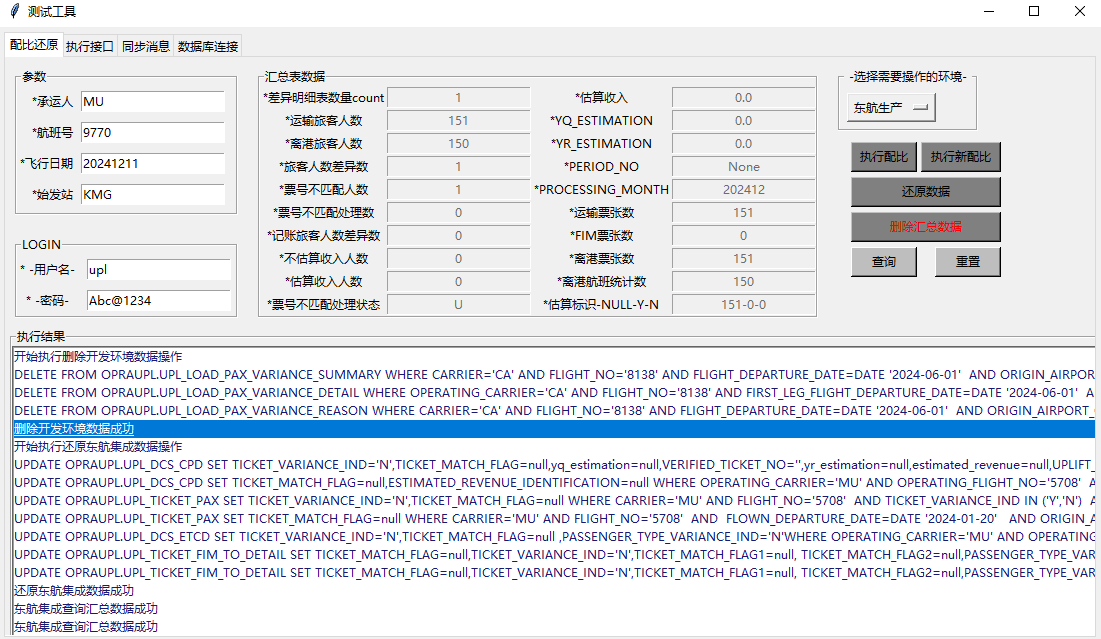 测试工具
配比还原 执行接口 同步消息 数据库连接
参数
*承运人 MU
*航班号 9770
*飞行日期 20241211
*始发站 KMG
LOGIN
* -用户名- upl
* -密码- Abc@1234
汇总表数据
*差异明细表数量count 1 *估算收入 0.0
*运输旅客人数 151 *YQ_ESTIMATION 0.0
*离港旅客人数 150 *YR_ESTIMATION 0.0
*旅客人数差异数 1 *PERIOD_NO None
*票号不匹配人数 1 *PROCESSING_MONTH 202412
*票号不匹配处理数 0 *运输票张数 151
*记账旅客人数差异数 0 *FIM票张数 0
*不估算收入人数 0 *离港票张数 151
*估算收入人数 0 *离港航班统计数 150
*票号不匹配处理状态 U *估算标识-NULL-Y-N 151-0-0
-选择需要操作的环境-
东航生产
执行配比 执行新配比
还原数据
删除汇总数据
查询 重置
执行结果
开始执行删除开发环境数据操作
DELETE FROM OPRAUPL.UPL_LOAD_PAX_VARIANCE_SUMMARY WHERE CARRIER='CA' AND FLIGHT_NO='8138' AND FLIGHT_DEPARTURE_DATE=DATE '2024-06-01' AND ORIGIN_AIRPOR
DELETE FROM OPRAUPL.UPL_LOAD_PAX_VARIANCE_DETAIL WHERE OPERATING_CARRIER='CA' AND FLIGHT_NO='8138' AND FIRST_LEG_FLIGHT_DEPARTURE_DATE=DATE '2024-06-01' A
DELETE FROM OPRAUPL.UPL_LOAD_PAX_VARIANCE_REASON WHERE CARRIER='CA' AND FLIGHT_NO='8138' AND FLIGHT_DEPARTURE_DATE=DATE '2024-06-01' AND ORIGIN_AIRPORT_
删除开发环境数据成功
开始执行还原东航集成数据操作
UPDATE OPRAUPL.UPL_DCS_CPD SET TICKET_VARIANCE_IND='N',TICKET_MATCH_FLAG=null,yq_estimation=null,VERIFIED_TICKET_NO='',yr_estimation=null,estimated_revenue=null,UPLIFT_
UPDATE OPRAUPL.UPL_DCS_CPD SET TICKET_MATCH_FLAG=null,ESTIMATED_REVENUE_IDENTIFICATION=null WHERE OPERATING_CARRIER='MU' AND OPERATING_FLIGHT_NO='5708' A
UPDATE OPRAUPL.UPL_TICKET_PAX SET TICKET_VARIANCE_IND='N',TICKET_MATCH_FLAG=null WHERE CARRIER='MU' AND FLIGHT_NO='5708' AND TICKET_VARIANCE_IND IN ('Y','N') A
UPDATE OPRAUPL.UPL_TICKET_PAX SET TICKET_MATCH_FLAG=null WHERE CARRIER='MU' AND FLIGHT_NO='5708' AND FLOWN_DEPARTURE_DATE=DATE '2024-01-20' AND ORIGIN_A
UPDATE OPRAUPL.UPL_DCS_ETCD SET TICKET_VARIANCE_IND='N',TICKET_MATCH_FLAG=null ,PASSENGER_TYPE_VARIANCE_IND='N'WHERE OPERATING_CARRIER='MU' AND OPERATING
UPDATE OPRAUPL.UPL_TICKET_FIM_TO_DETAIL SET TICKET_MATCH_FLAG=null,TICKET_VARIANCE_IND='N',TICKET_MATCH_FLAG1=null, TICKET_MATCH_FLAG2=null,PASSENGER_TYPE_VAR
UPDATE OPRAUPL.UPL_TICKET_FIM_TO_DETAIL SET TICKET_MATCH_FLAG=null,TICKET_VARIANCE_IND='N',TICKET_MATCH_FLAG1=null, TICKET_MATCH_FLAG2=null,PASSENGER_TYPE_VAR
还原东航集成数据成功
东航集成查询汇总数据成功
东航集成查询汇总数据成功